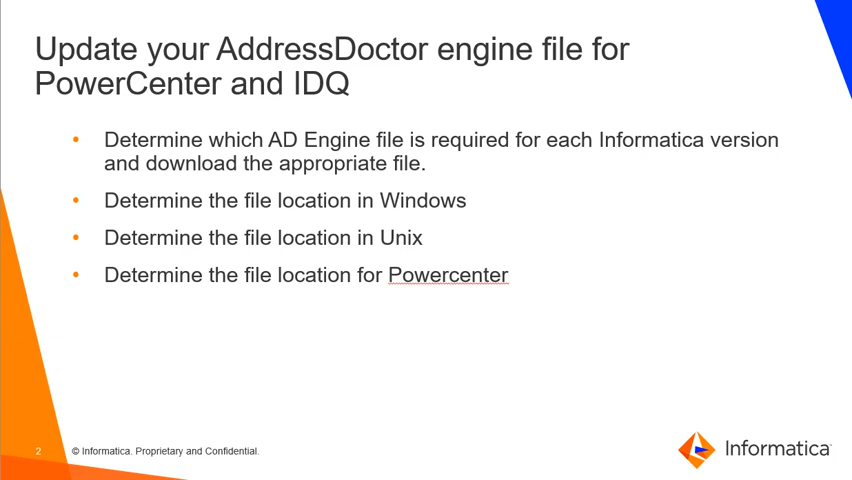 Update your AddressDoctor engine file for
PowerCenter and IDQ
• Determine which AD Engine file is required for each Informatica version
and download the appropriate file.
• Determine the file location in Windows
• Determine the file location in Unix
• Determine the file location for Powercenter
2 © Informatica. Proprietary and Confidential.
Informatica